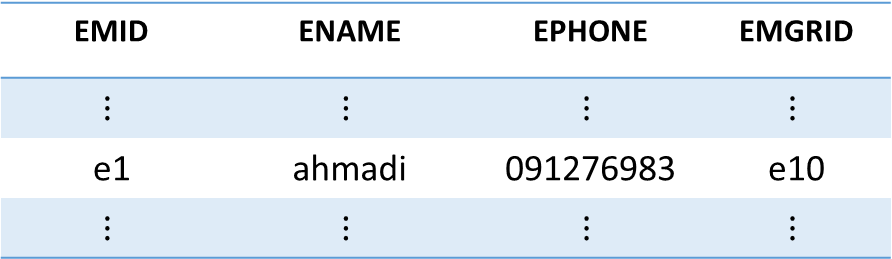 EMID ENAME EPHONE EMGRID
⋮ ⋮ ⋮ ⋮
e1 ahmadi 091276983 e10
⋮ ⋮ ⋮ ⋮